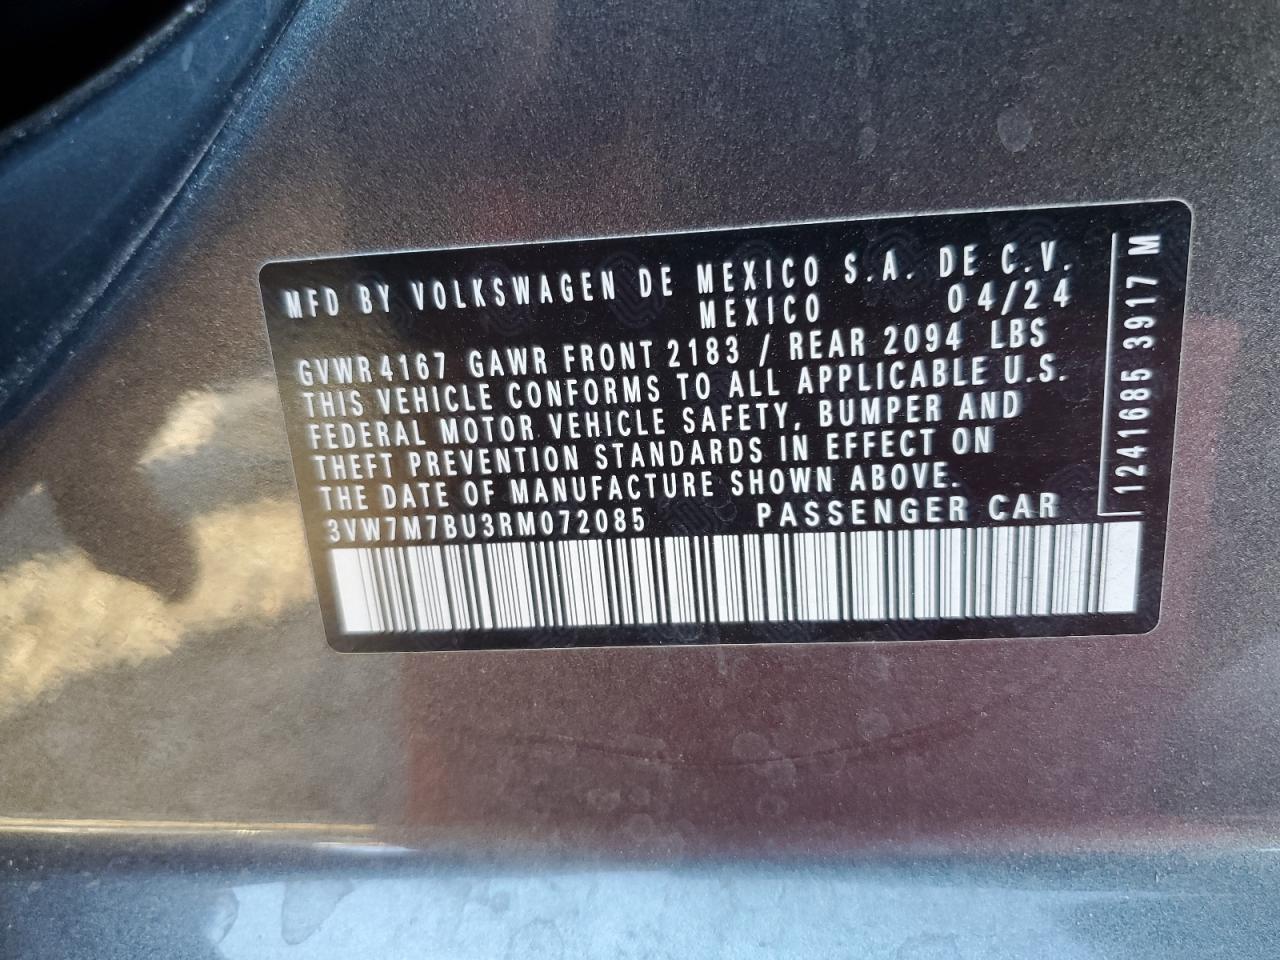 MFD BY VOLKSWAGEN DE MEXICO S.A. DE C.V.
MEXICO 04/24
GVWR 4167 GAWR FRONT 2183 / REAR 2094 LBS
THIS VEHICLE CONFORMS TO ALL APPLICABLE U.S.
FEDERAL MOTOR VEHICLE SAFETY, BUMPER AND
THEFT PREVENTION STANDARDS IN EFFECT ON
THE DATE OF MANUFACTURE SHOWN ABOVE.
3VW7M7BU3RM072085 PASSENGER CAR
1241685 3917 M